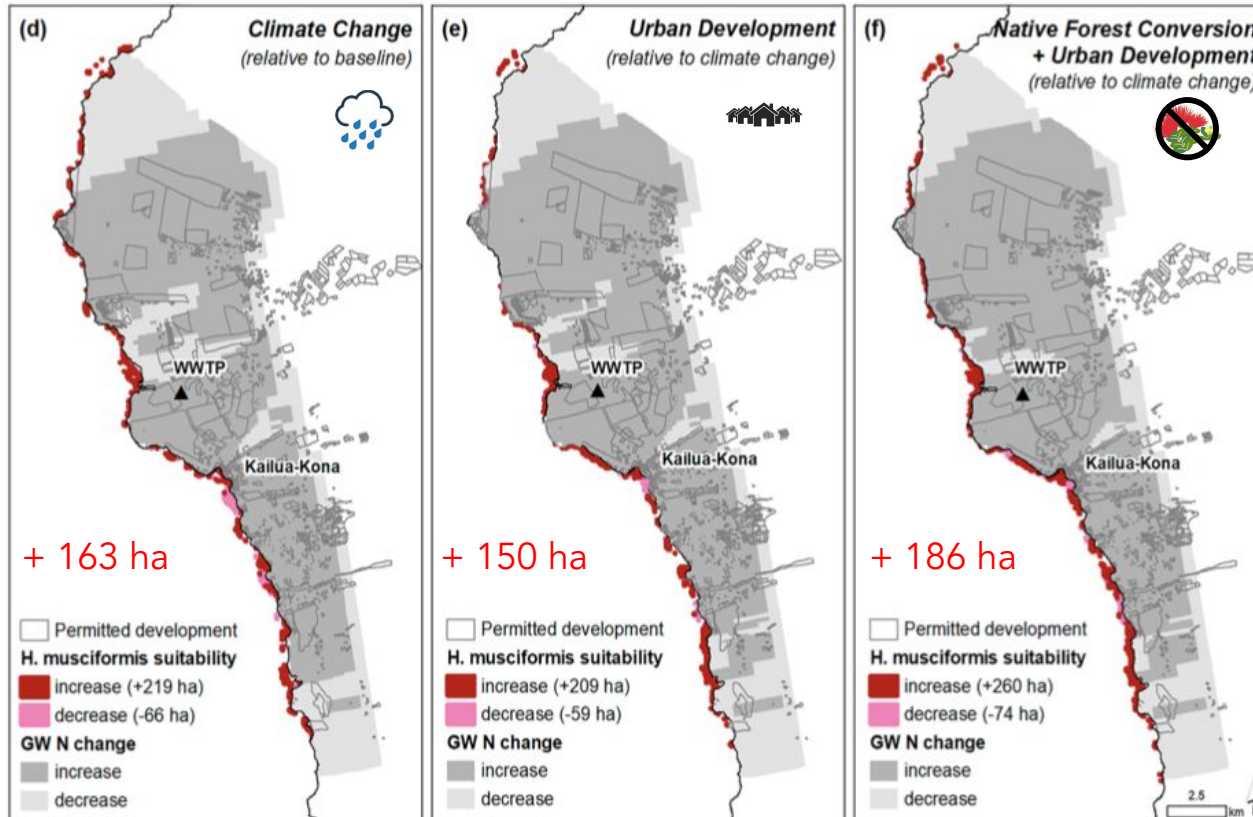 (d) Climate Change
(relative to baseline)
WWTP
Kailua-Kona
+ 163 ha
Permitted development
H. musciformis suitability
increase (+219 ha)
decrease (-66 ha)
GW N change
increase
decrease
(e) Urban Development
(relative to climate change)
WWTP
Kailua-Kona
+ 150 ha
Permitted development
H. musciformis suitability
increase (+209 ha)
decrease (-59 ha)
GW N change
increase
decrease
(f) Native Forest Conversion
+ Urban Development
(relative to climate change)
WWTP
Kailua-Kona
+ 186 ha
Permitted development
H. musciformis suitability
increase (+260 ha)
decrease (-74 ha)
GW N change
increase
decrease
2.5
km